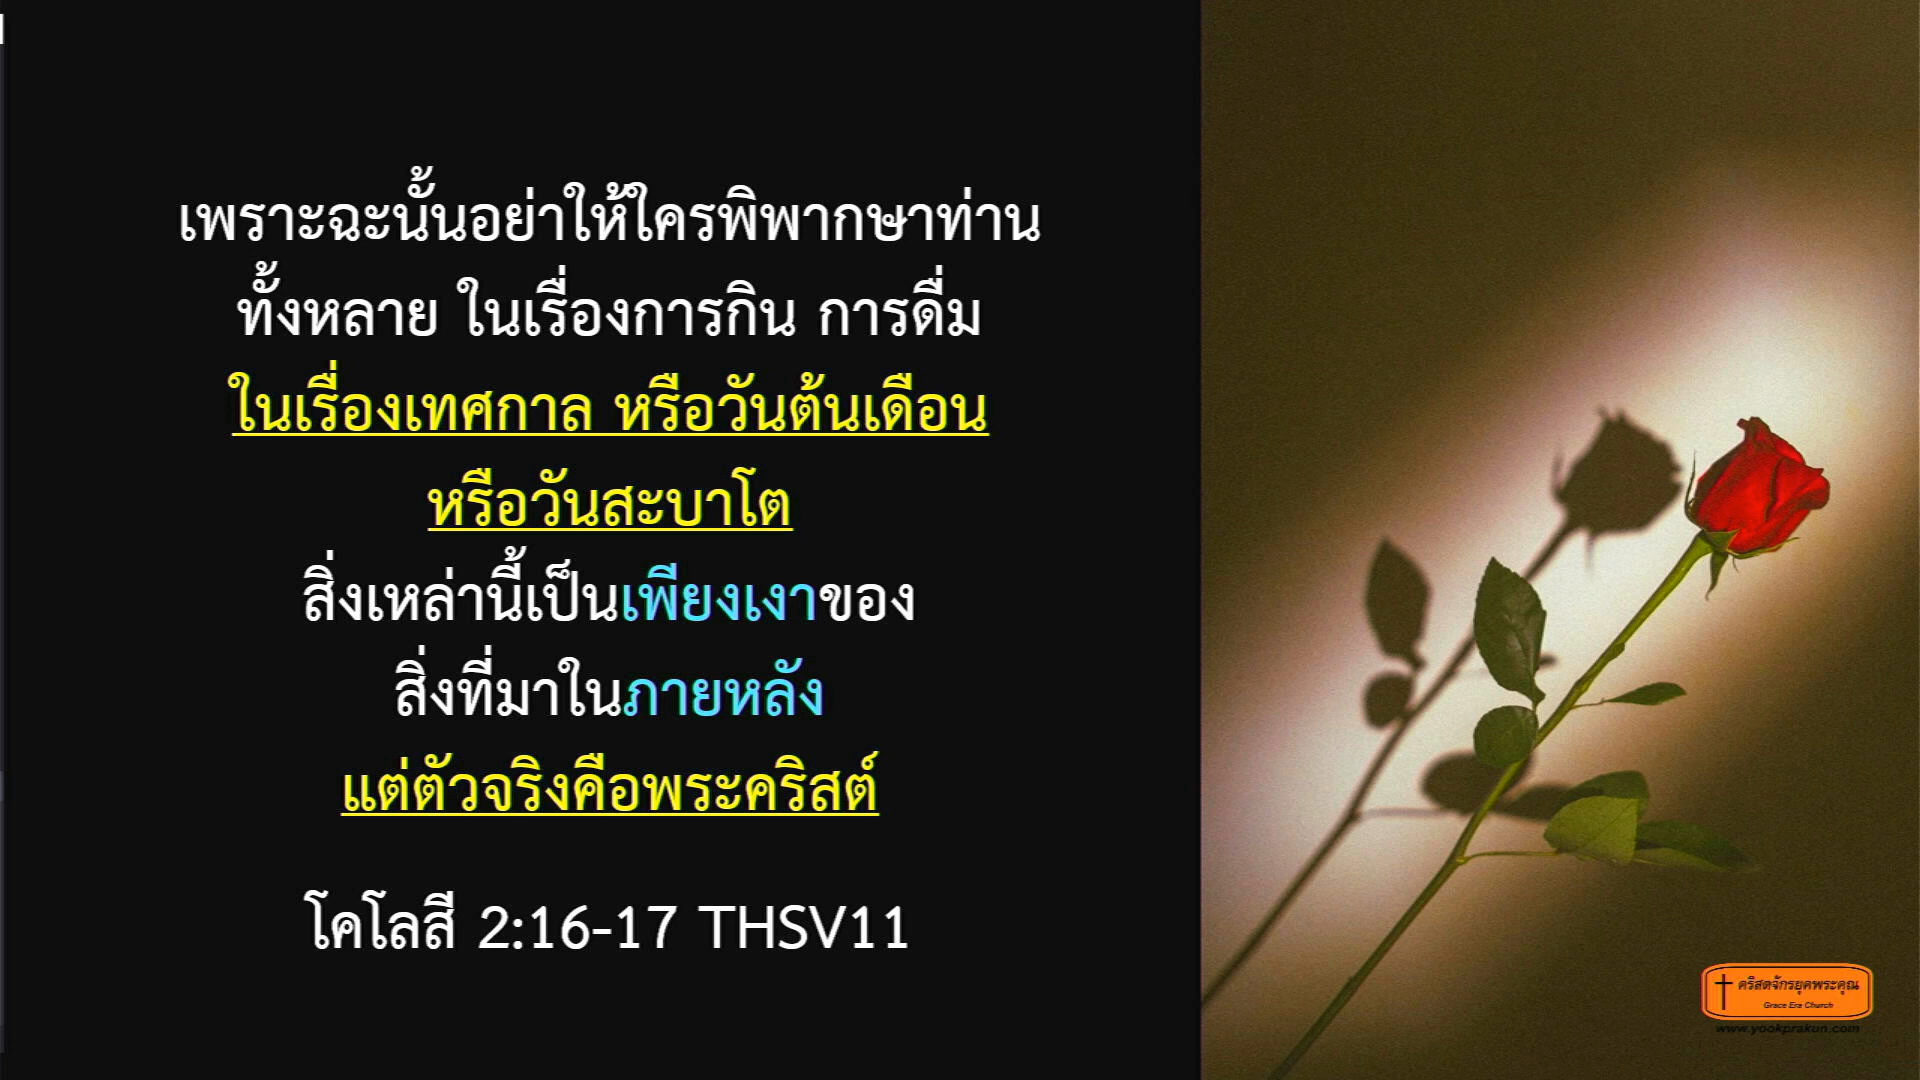 เพราะฉะนั้นอย่าให้ใครพิพากษาท่าน
ทั้งหลาย ในเรื่องการกิน การดื่ม
ในเรื่องเทศกาล หรือวันต้นเดือน
หรือวันสะบาโต
สิ่งเหล่านี้เป็นเพียงเงาของ
สิ่งที่มาในภายหลัง
แต่ตัวจริงคือพระคริสต์
โคโลสี 2:16-17 THSV11
คริสตจักรยุคพระคุณ
Grace Era Church
www.yookprakun.com